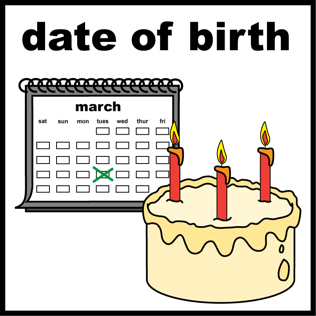 date of birth
march
sat sun mon tues wed thur fri